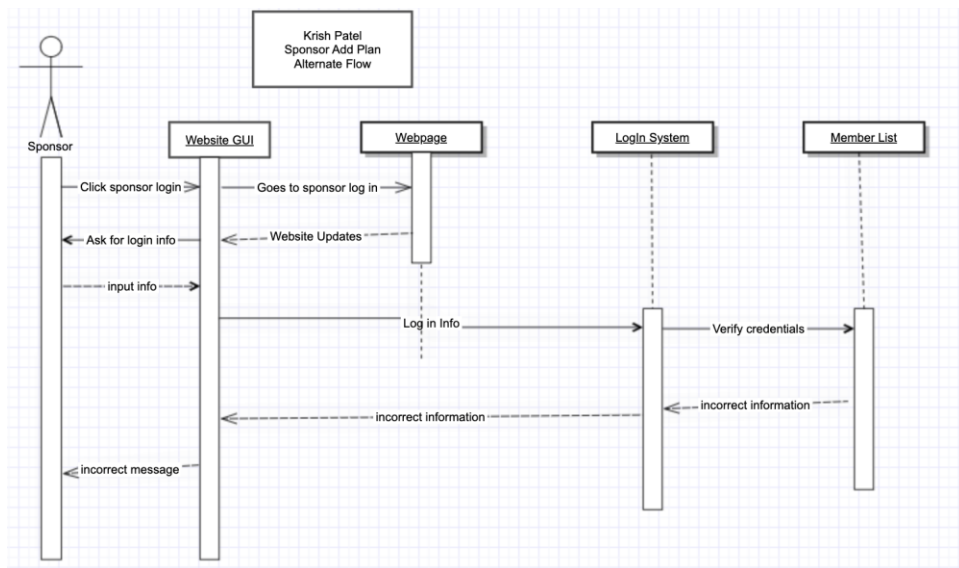 Krish Patel
Sponsor Add Plan
Alternate Flow
Sponsor
Website GUI
Webpage
LogIn System
Member List
Click sponsor login
Goes to sponsor log in
Ask for login info
Website Updates
input info
Log in Info
Verify credentials
incorrect information
incorrect information
incorrect message